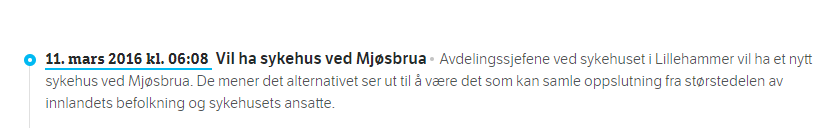 11. mars 2016 kl. 06:08 Vil ha sykehus ved Mjøsbrua • Avdelingssjefene ved sykehuset i Lillehammer vil ha et nytt
sykehus ved Mjøsbrua. De mener det alternativet ser ut til å være det som kan samle oppslutning fra størstedelen av
innlandets befolkning og sykehusets ansatte.